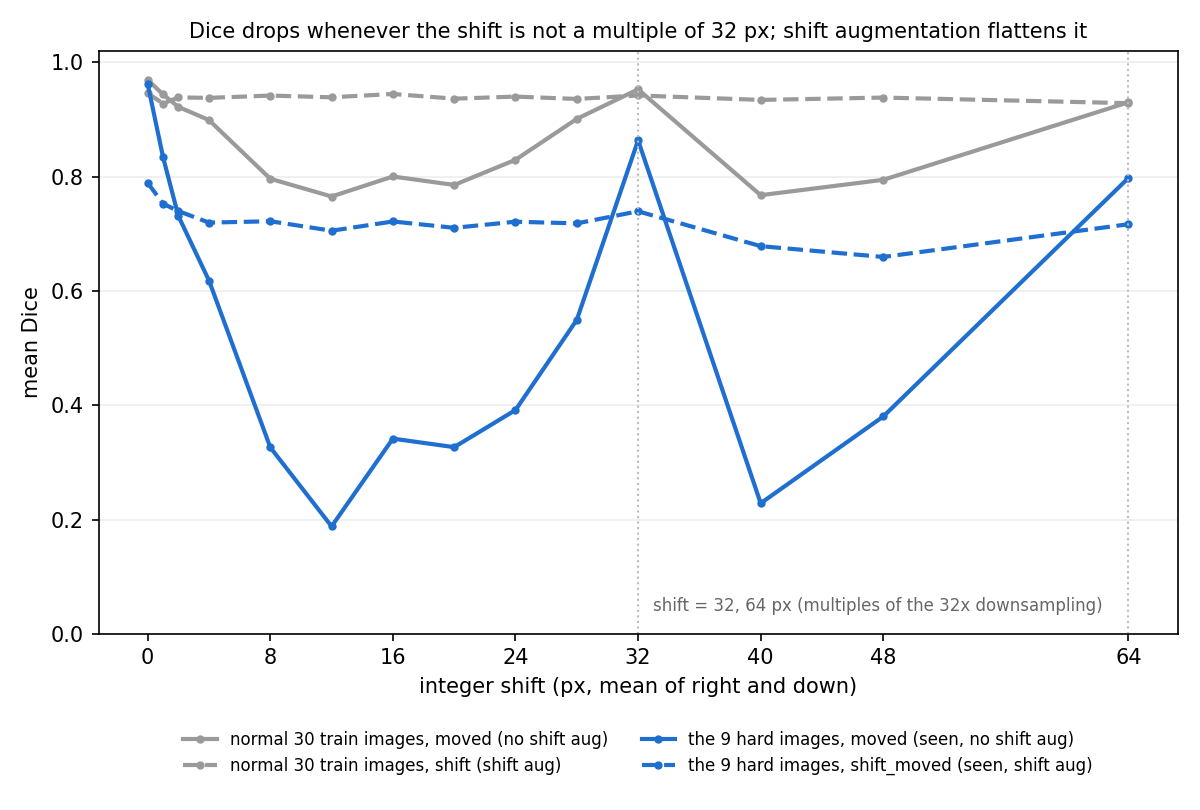 Dice drops whenever the shift is not a multiple of 32 px; shift augmentation flattens it
mean Dice
1.0
0.8
0.6
0.4
0.2
0.0
shift = 32, 64 px (multiples of the 32x downsampling)
0 8 16 24 32 40 48 64
integer shift (px, mean of right and down)
normal 30 train images, moved (no shift aug)
normal 30 train images, shift (shift aug)
the 9 hard images, moved (seen, no shift aug)
the 9 hard images, shift_moved (seen, shift aug)